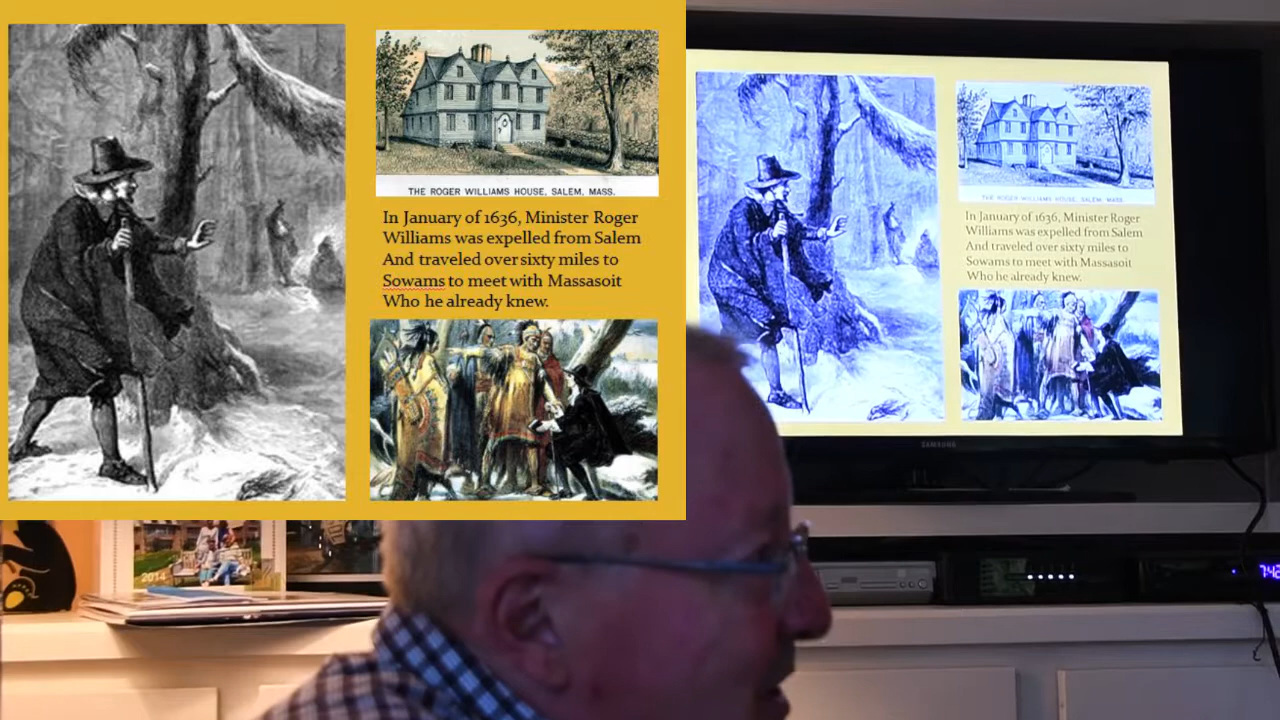 THE ROGER WILLIAMS HOUSE, SALEM, MASS.
In January of 1636, Minister Roger
Williams was expelled from Salem
And traveled over sixty miles to
Sowams to meet with Massasoit
Who he already knew.
THE ROGER WILLIAMS HOUSE, SALEM, MASS.
In January of 1636, Minister Roger
Williams was expelled from Salem
And traveled over sixty miles to
Sowams to meet with Massasoit
Who he already knew.
SAMSUNG
2014
7:42